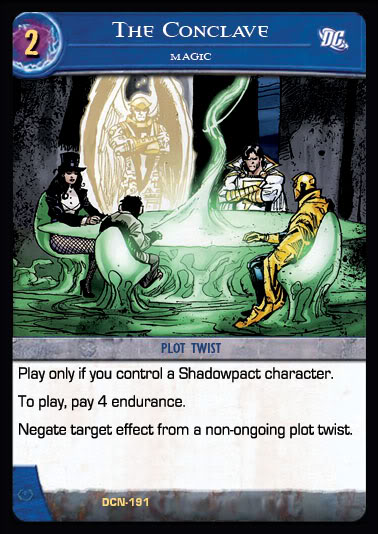 2
THE CONCLAVE
MAGIC
DC
PLOT TWIST
Play only if you control a Shadowpact character.
To play, pay 4 endurance.
Negate target effect from a non-ongoing plot twist.
DCN-191